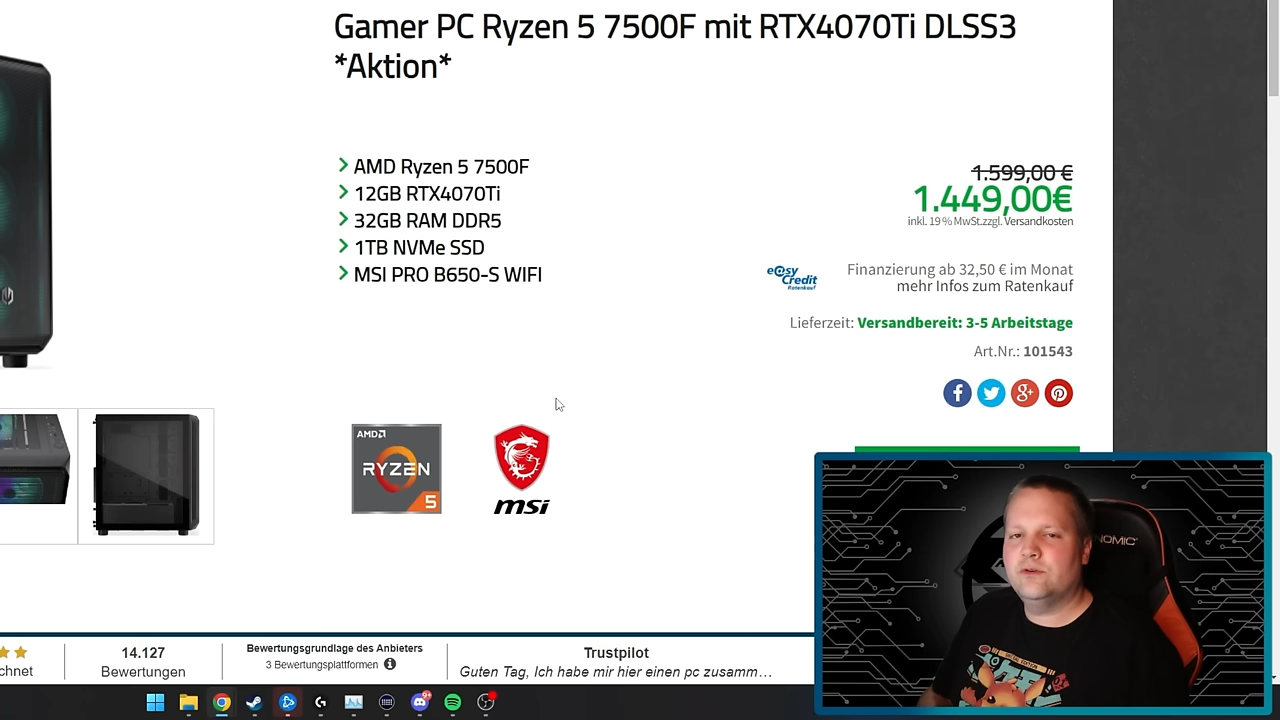 Gamer PC Ryzen 5 7500F mit RTX4070Ti DLSS3
*Aktion*
AMD Ryzen 5 7500F
12GB RTX4070Ti
32GB RAM DDR5
1TB NVMe SSD
MSI PRO B650-S WIFI
1.599,00 €
1.449,00€
inkl. 19 % MwSt.zzgl. Versandkosten
easy Credit
Ratenkauf
Finanzierung ab 32,50 € im Monat
mehr Infos zum Ratenkauf
Lieferzeit: Versandbereit: 3-5 Arbeitstage
Art.Nr.: 101543
AMD
RYZEN
5
msi
NOMIC
chnet
14.127
Bewertungen
Bewertungsgrundlage des Anbieters
3 Bewertungsplattformen
Trustpilot
Guten Tag, Ich habe mir hier einen pc zusamm…